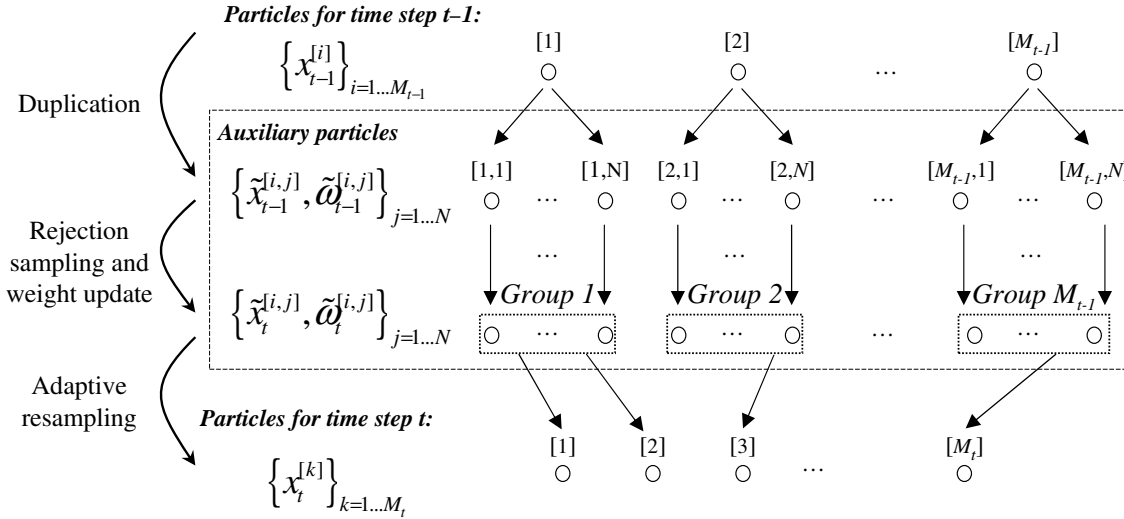 Particles for time step t–1:
[1] [2] [M_{t-1}]
{x_{t-1}^{[i]}}_{i=1...M_{t-1}}
...
Duplication
Auxiliary particles
[1,1] [1,N] [2,1] [2,N] [M_{t-1},1] [M_{t-1},N]
{x̃_{t-1}^{[i,j]}, ω̃_{t-1}^{[i,j]}}_{j=1...N}
... ... ... ...
Rejection
sampling and
weight update
... ... ...
Group 1 Group 2 Group M_{t-1}
{x̃_t^{[i,j]}, ω̃_t^{[i,j]}}_{j=1...N}
... ... ... ...
Adaptive
resampling
Particles for time step t:
[1] [2] [3] [M_t]
...
{x_t^{[k]}}_{k=1...M_t}